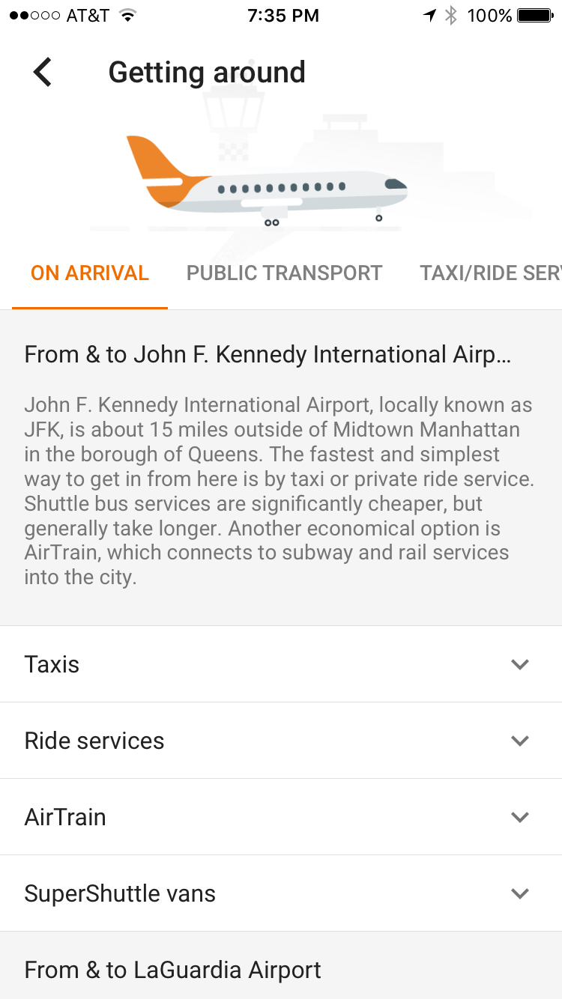 AT&T 7:35 PM 100%
Getting around
ON ARRIVAL PUBLIC TRANSPORT TAXI/RIDE SER
From & to John F. Kennedy International Airp...
John F. Kennedy International Airport, locally known as
JFK, is about 15 miles outside of Midtown Manhattan
in the borough of Queens. The fastest and simplest
way to get in from here is by taxi or private ride service.
Shuttle bus services are significantly cheaper, but
generally take longer. Another economical option is
AirTrain, which connects to subway and rail services
into the city.
Taxis
Ride services
AirTrain
SuperShuttle vans
From & to LaGuardia Airport